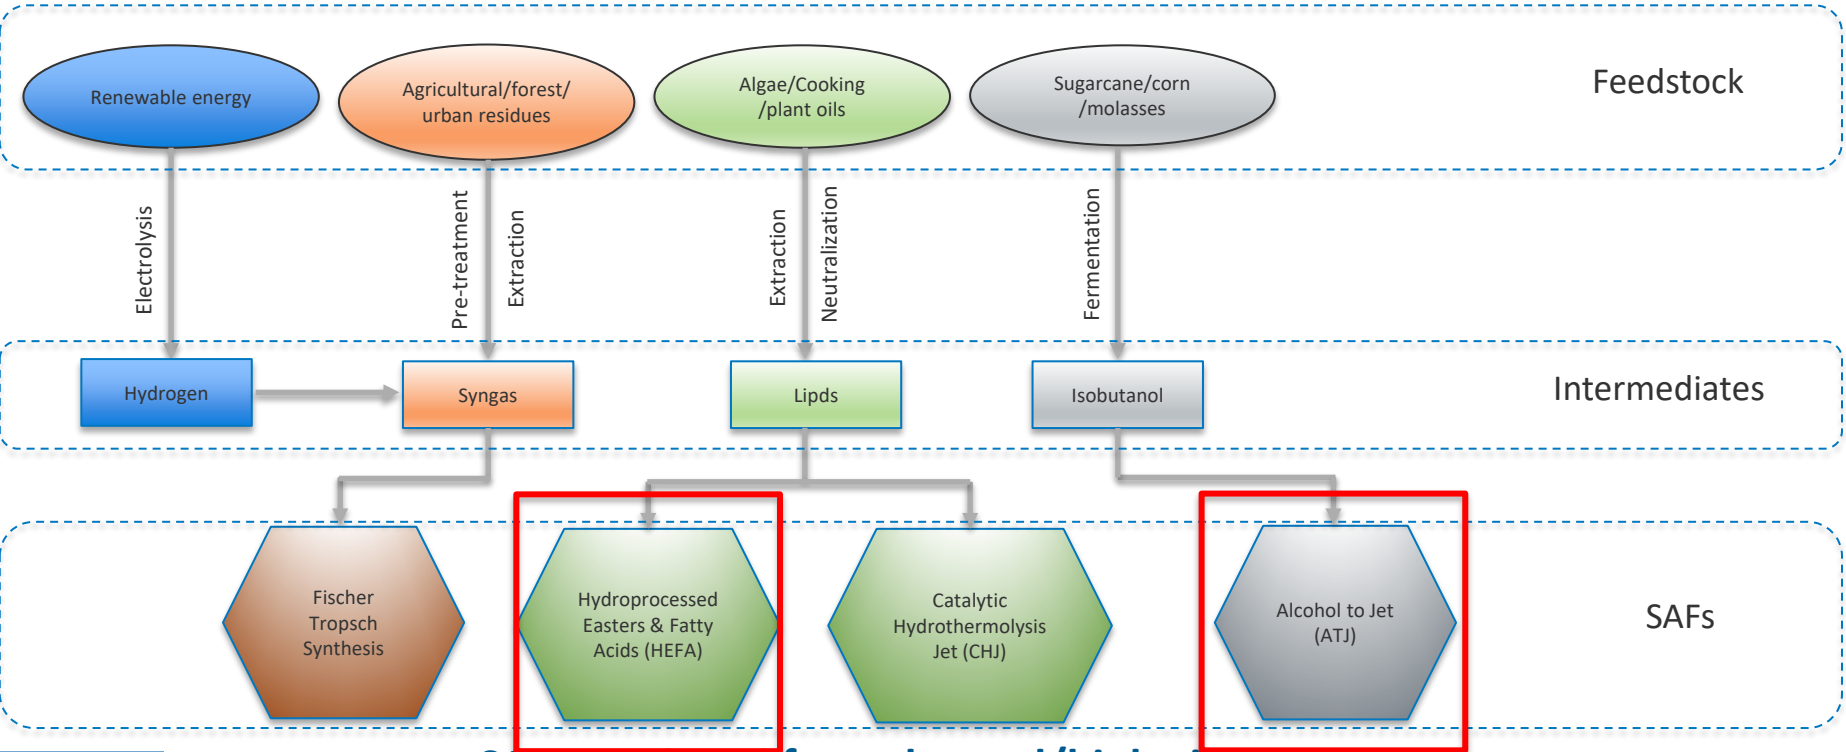 Renewable energy
Agricultural/forest/
urban residues
Algae/Cooking
/plant oils
Sugarcane/corn
/molasses
Feedstock
Electrolysis
Pre-treatment
Extraction
Extraction
Neutralization
Fermentation
Hydrogen
Syngas
Lipds
Isobutanol
Intermediates
Fischer
Tropsch
Synthesis
Hydroprocessed
Easters & Fatty
Acids (HEFA)
Catalytic
Hydrothermolysis
Jet (CHJ)
Alcohol to Jet
(ATJ)
SAFs